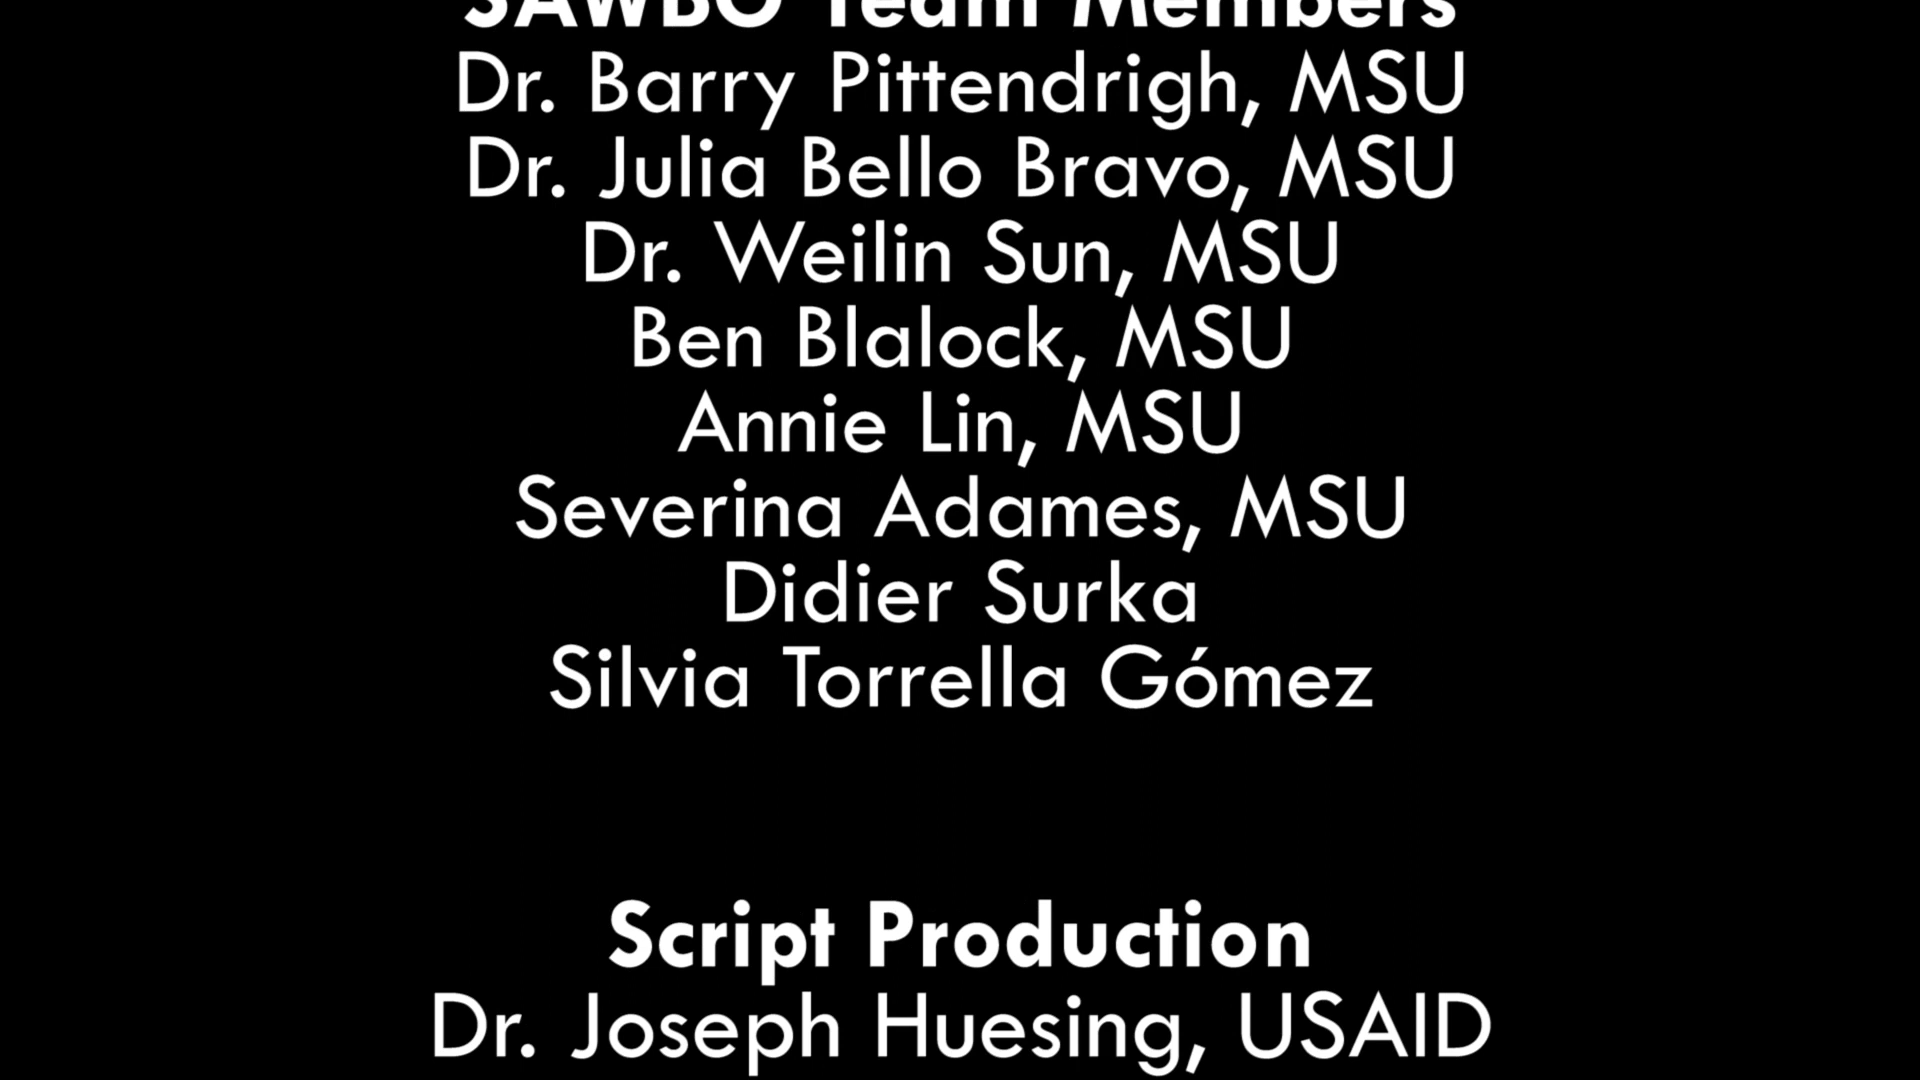 SAWBO Team Members
Dr. Barry Pittendrigh, MSU
Dr. Julia Bello Bravo, MSU
Dr. Weilin Sun, MSU
Ben Blalock, MSU
Annie Lin, MSU
Severina Adames, MSU
Didier Surka
Silvia Torrella Gómez
Script Production
Dr. Joseph Huesing, USAID